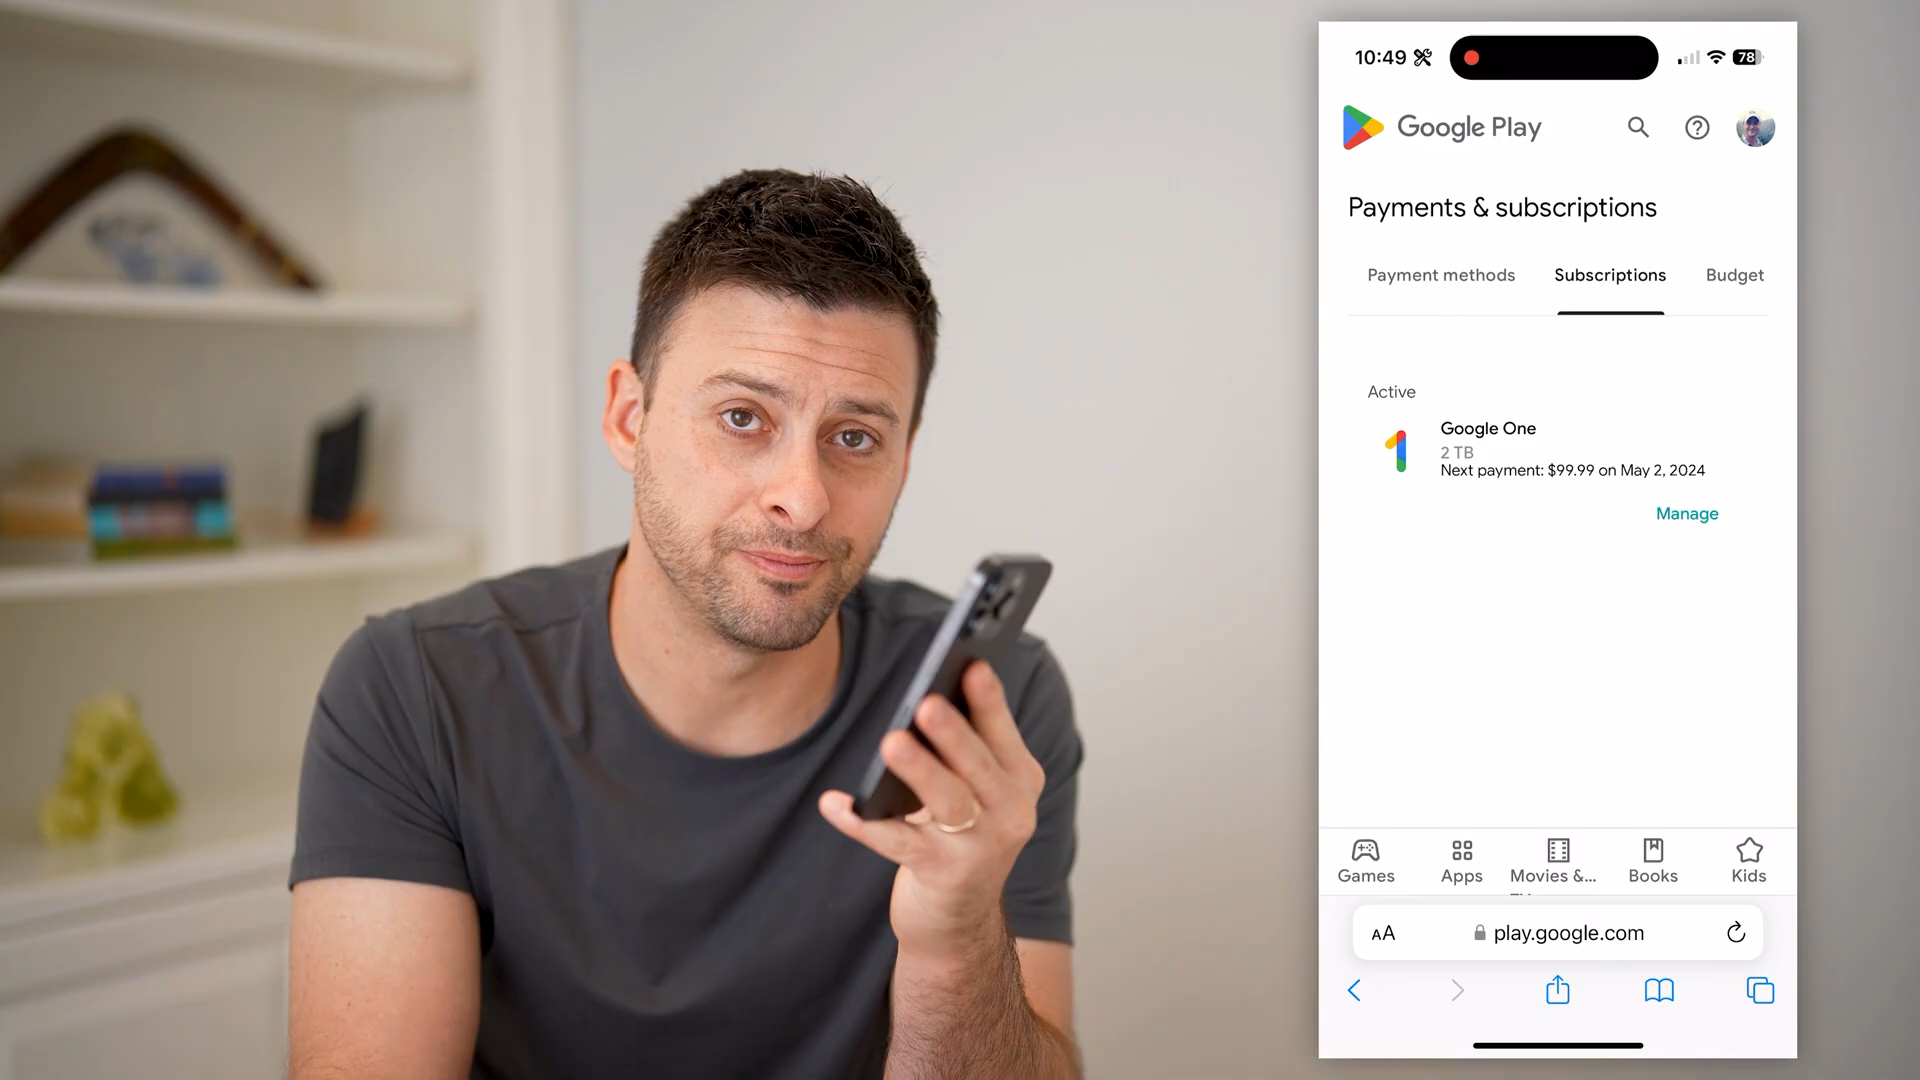 10:49
78
Google Play
Payments & subscriptions
Payment methods Subscriptions Budget
Active
Google One
2 TB
Next payment: $99.99 on May 2, 2024
Manage
Games Apps Movies &... Books Kids
AA play.google.com